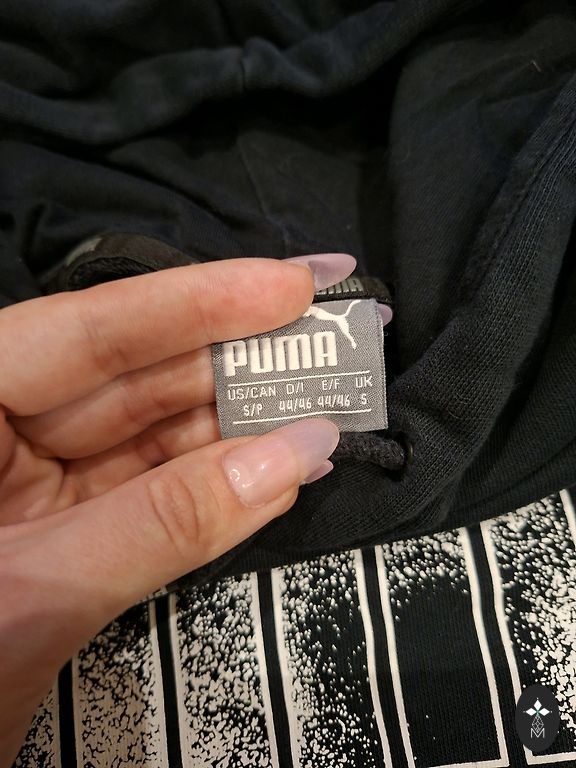 PUMA
US/CAN D/I E/F UK
S/P 44/46 44/46 S